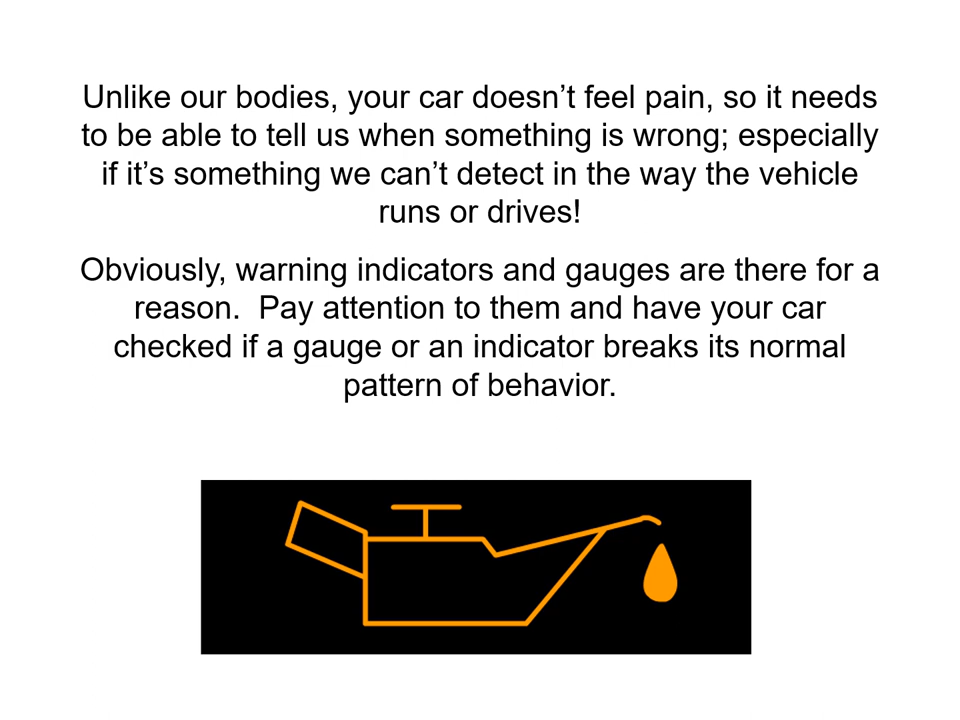 Unlike our bodies, your car doesn’t feel pain, so it needs
to be able to tell us when something is wrong; especially
if it’s something we can’t detect in the way the vehicle
runs or drives!
Obviously, warning indicators and gauges are there for a
reason.  Pay attention to them and have your car
checked if a gauge or an indicator breaks its normal
pattern of behavior.